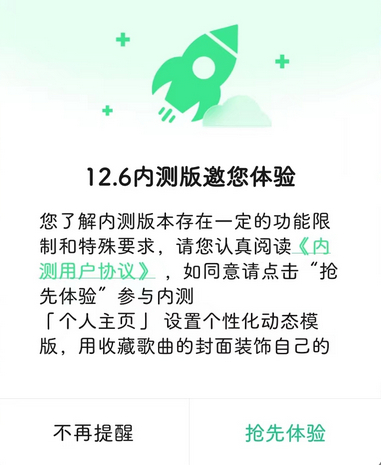 12.6内测版邀您体验
您了解内测版本存在一定的功能限
制和特殊要求，请您认真阅读《内
测用户协议》，如同意请点击“抢
先体验”参与内测
「个人主页」 设置个性化动态模
版，用收藏歌曲的封面装饰自己的
不再提醒
抢先体验